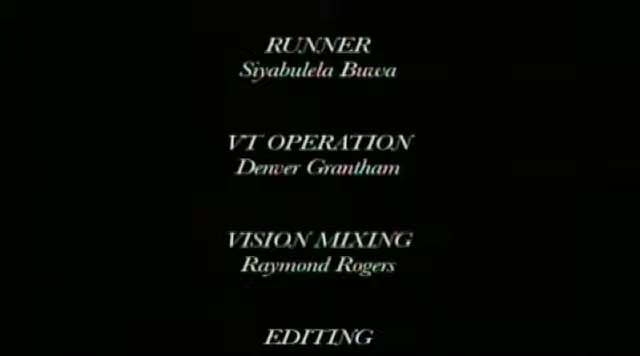 RUNNER
Siyabulela Buwa
VT OPERATION
Denver Grantham
VISION MIXING
Raymond Rogers
EDITING